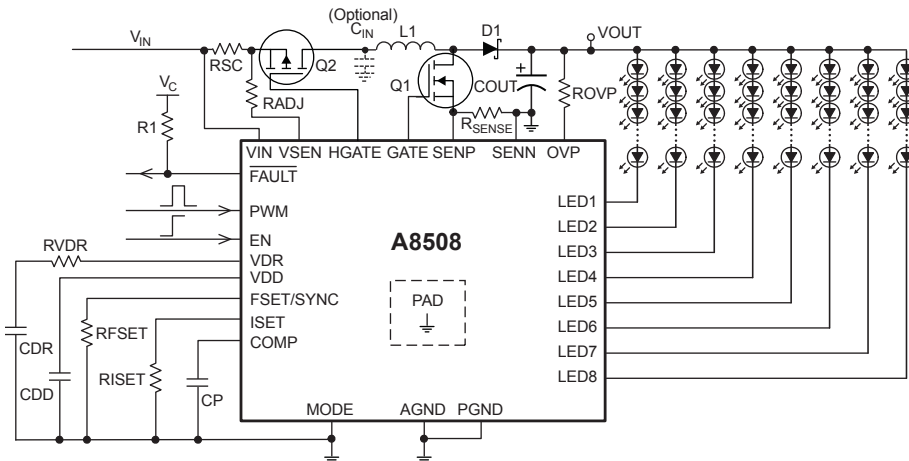 (Optional)
VIN
RSC
Q2
CIN
L1
D1
VOUT
RADJ
Q1
COUT
+
ROVP
RSENSE
VC
R1
VIN VSEN HGATE GATE SENP SENN OVP
FAULT
PWM
EN
VDR
VDD
FSET/SYNC
ISET
COMP
RVDR
CDR
CDD
RFSET
RISET
CP
A8508
PAD
LED1
LED2
LED3
LED4
LED5
LED6
LED7
LED8
MODE AGND PGND